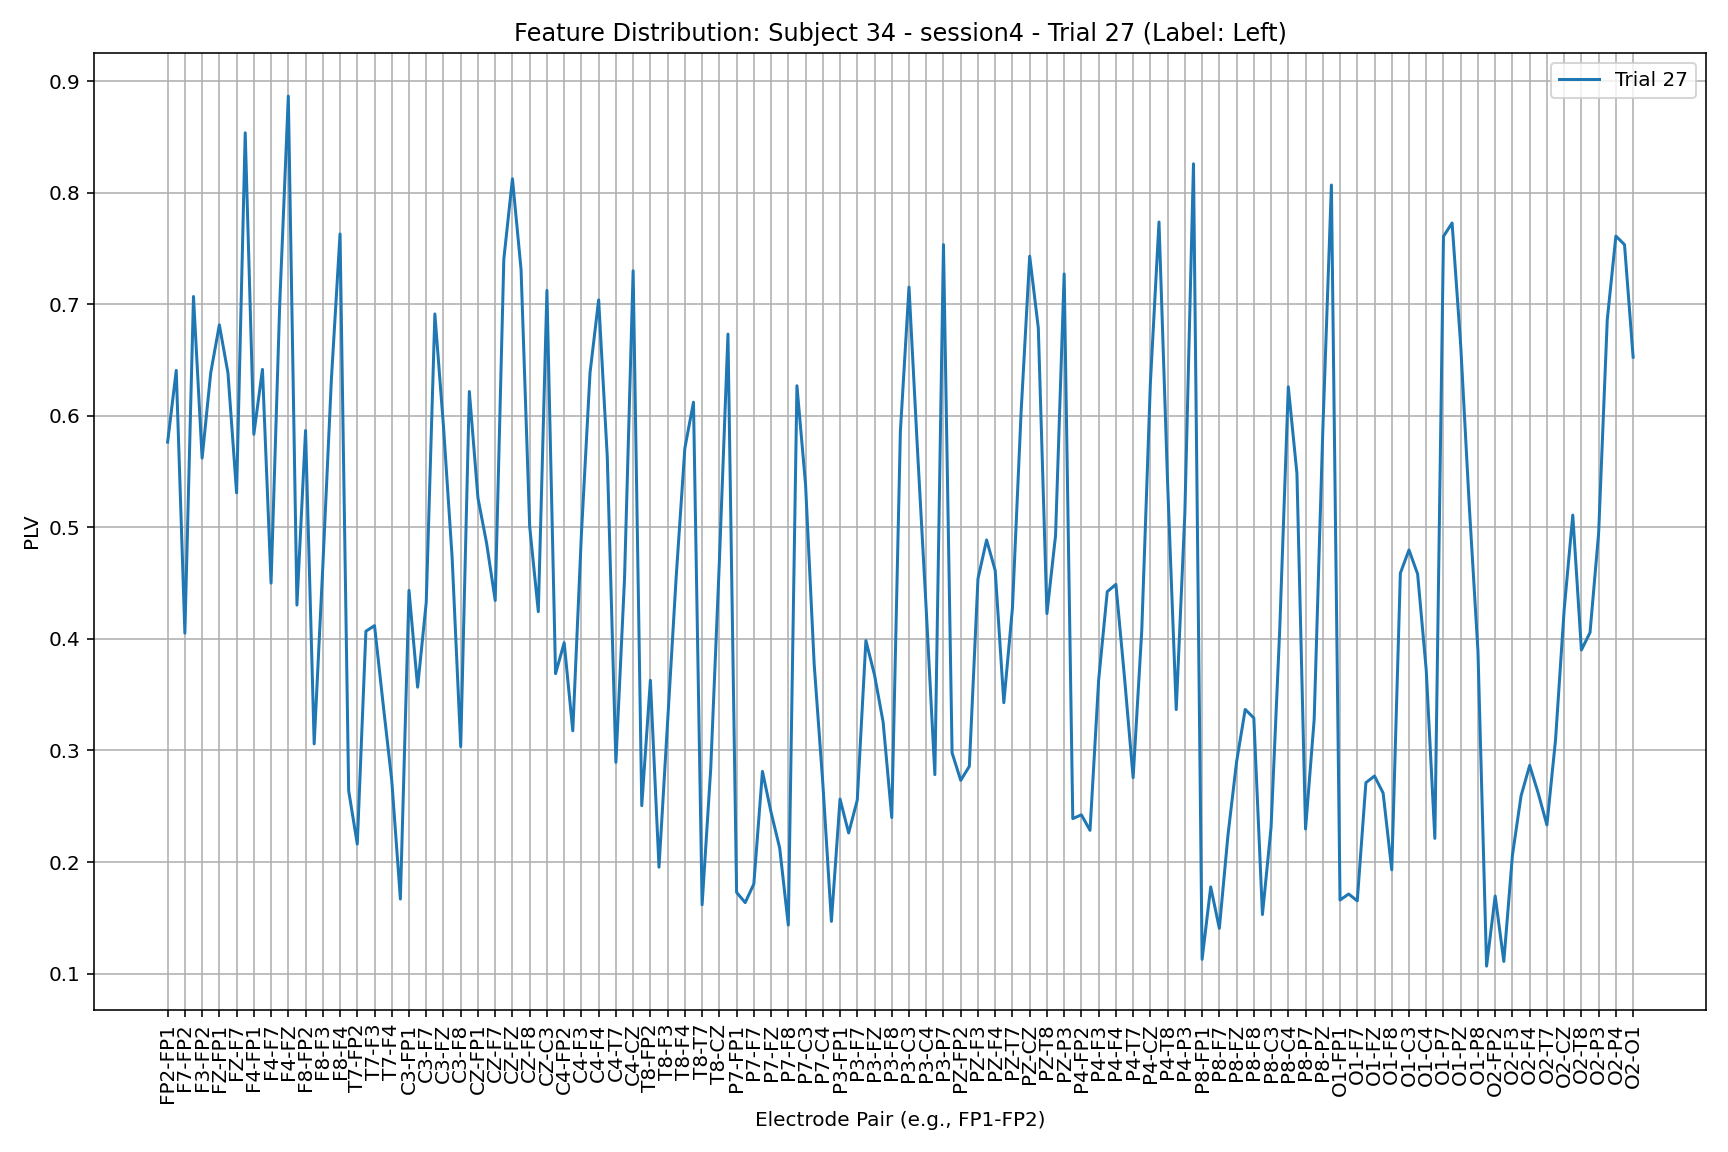 Feature Distribution: Subject 34 - session4 - Trial 27 (Label: Left)
Trial 27
PLV
0.9
0.8
0.7
0.6
0.5
0.4
0.3
0.2
0.1
FP2-FP1
F7-FP2
F3-FP2
FZ-FP1
FZ-F7
F4-FP1
F4-F7
F4-FZ
F8-FP2
F8-F3
F8-F4
T7-FP2
T7-F3
T7-F4
C3-FP1
C3-F7
C3-FZ
C3-F8
CZ-FP1
CZ-F7
CZ-FZ
CZ-F8
CZ-C3
C4-FP2
C4-F3
C4-F4
C4-T7
C4-CZ
T8-FP2
T8-F3
T8-F4
T8-T7
T8-CZ
P7-FP1
P7-F7
P7-FZ
P7-F8
P7-C3
P7-C4
P3-FP1
P3-F7
P3-FZ
P3-F8
P3-C3
P3-C4
P3-P7
PZ-FP2
PZ-F3
PZ-F4
PZ-T7
PZ-CZ
PZ-T8
PZ-P3
P4-FP2
P4-F3
P4-F4
P4-T7
P4-CZ
P4-T8
P4-P3
P8-FP1
P8-F7
P8-FZ
P8-F8
P8-C3
P8-C4
P8-P7
P8-PZ
O1-FP1
O1-F7
O1-FZ
O1-F8
O1-C3
O1-C4
O1-P7
O1-PZ
O1-P8
O2-FP2
O2-F3
O2-F4
O2-T7
O2-CZ
O2-T8
O2-P3
O2-P4
O2-O1
Electrode Pair (e.g., FP1-FP2)